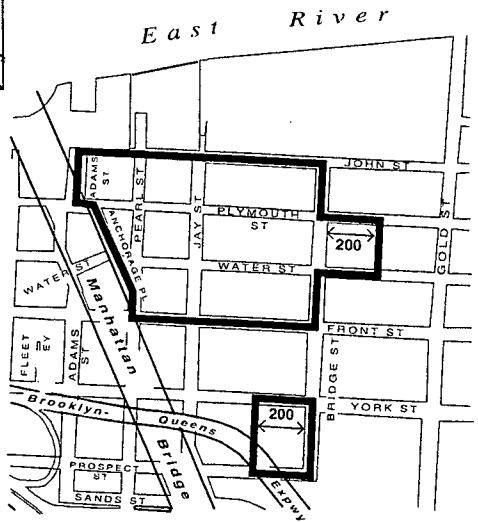 East River
JOHN ST
ADAMS
ST
PEARL ST
JAY ST
PLYMOUTH
ST
200
GOLD ST
ANCHORAGE PL
WATER ST
WATER ST
Manhattan
Bridge
FRONT ST
FLEET
EY
ADAMS
ST
BRIDGE ST
YORK ST
200
Brooklyn-
Queens
Expwy
PROSPECT
ST
SANDS ST